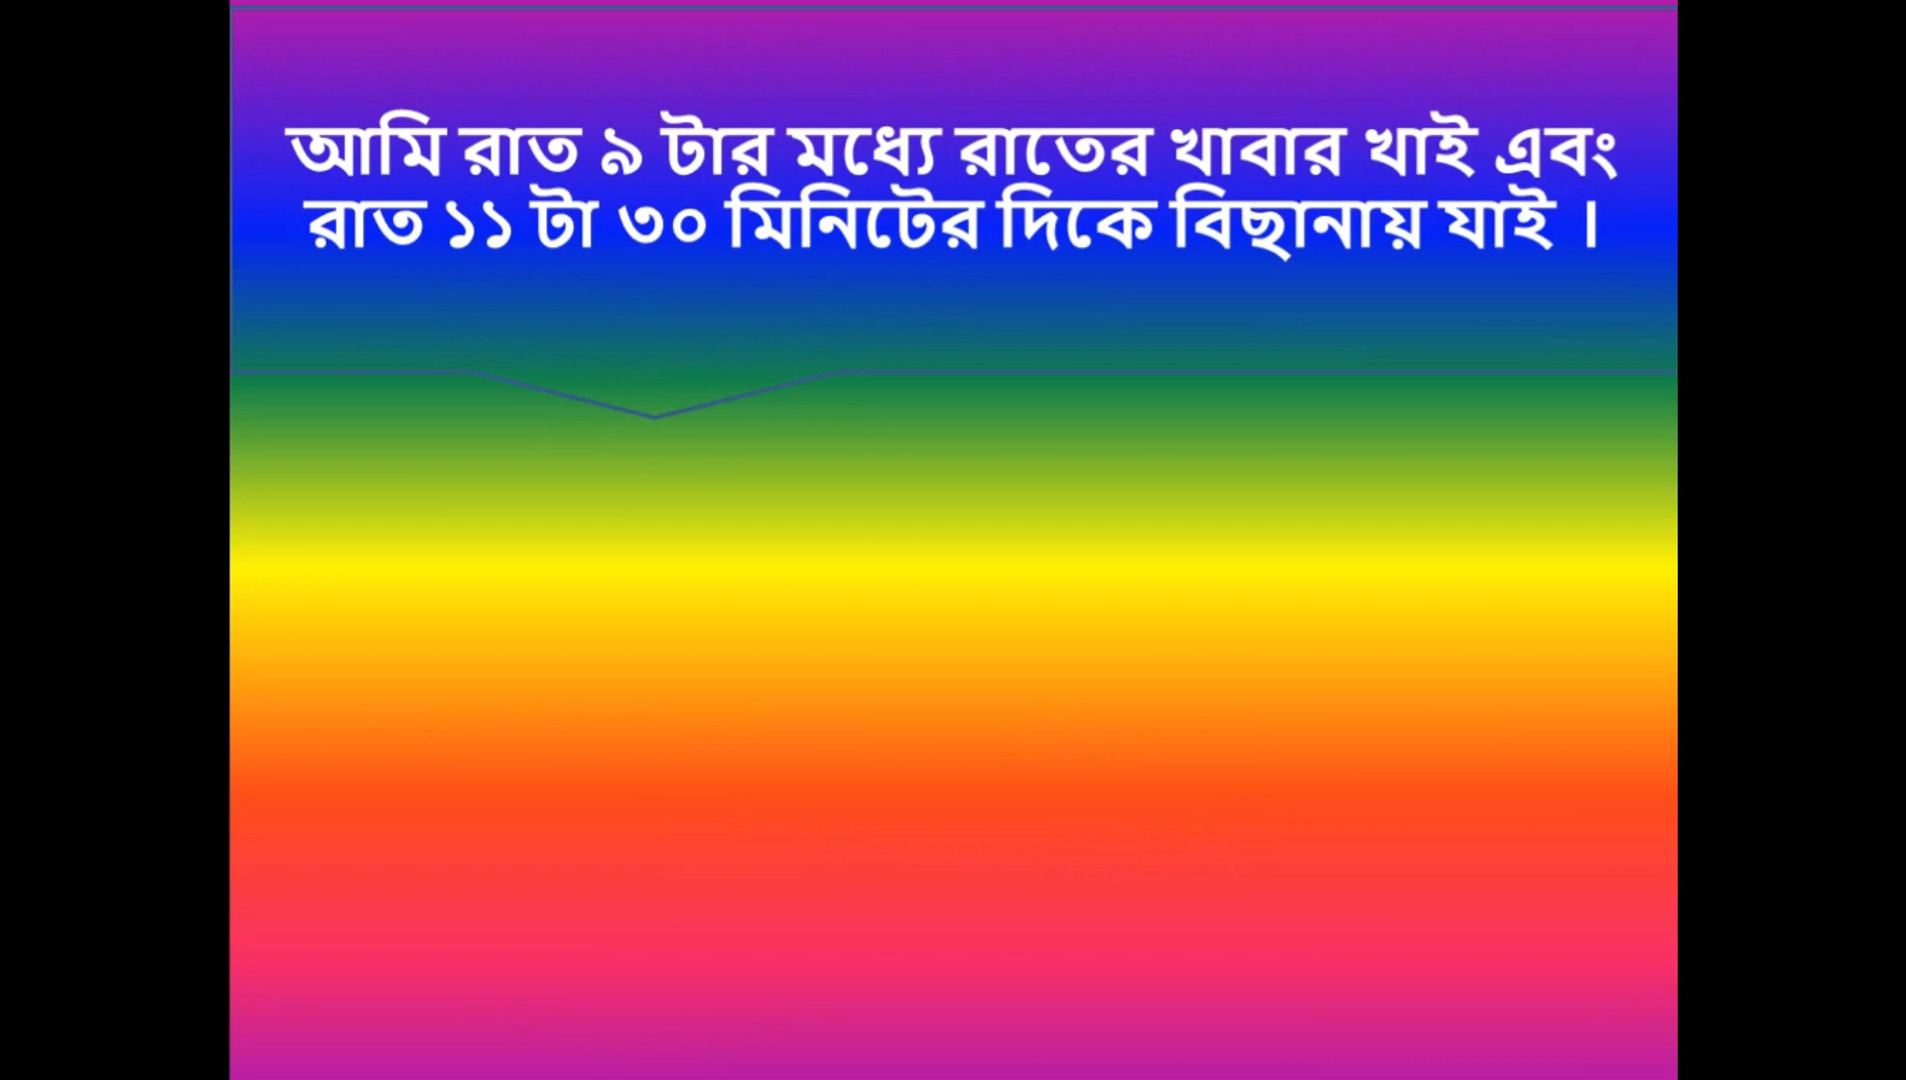 আমি রাত ৯ টার মধ্যে রাতের খাবার খাই এবং
রাত ১১ টা ৩০ মিনিটের দিকে বিছানায় যাই ।